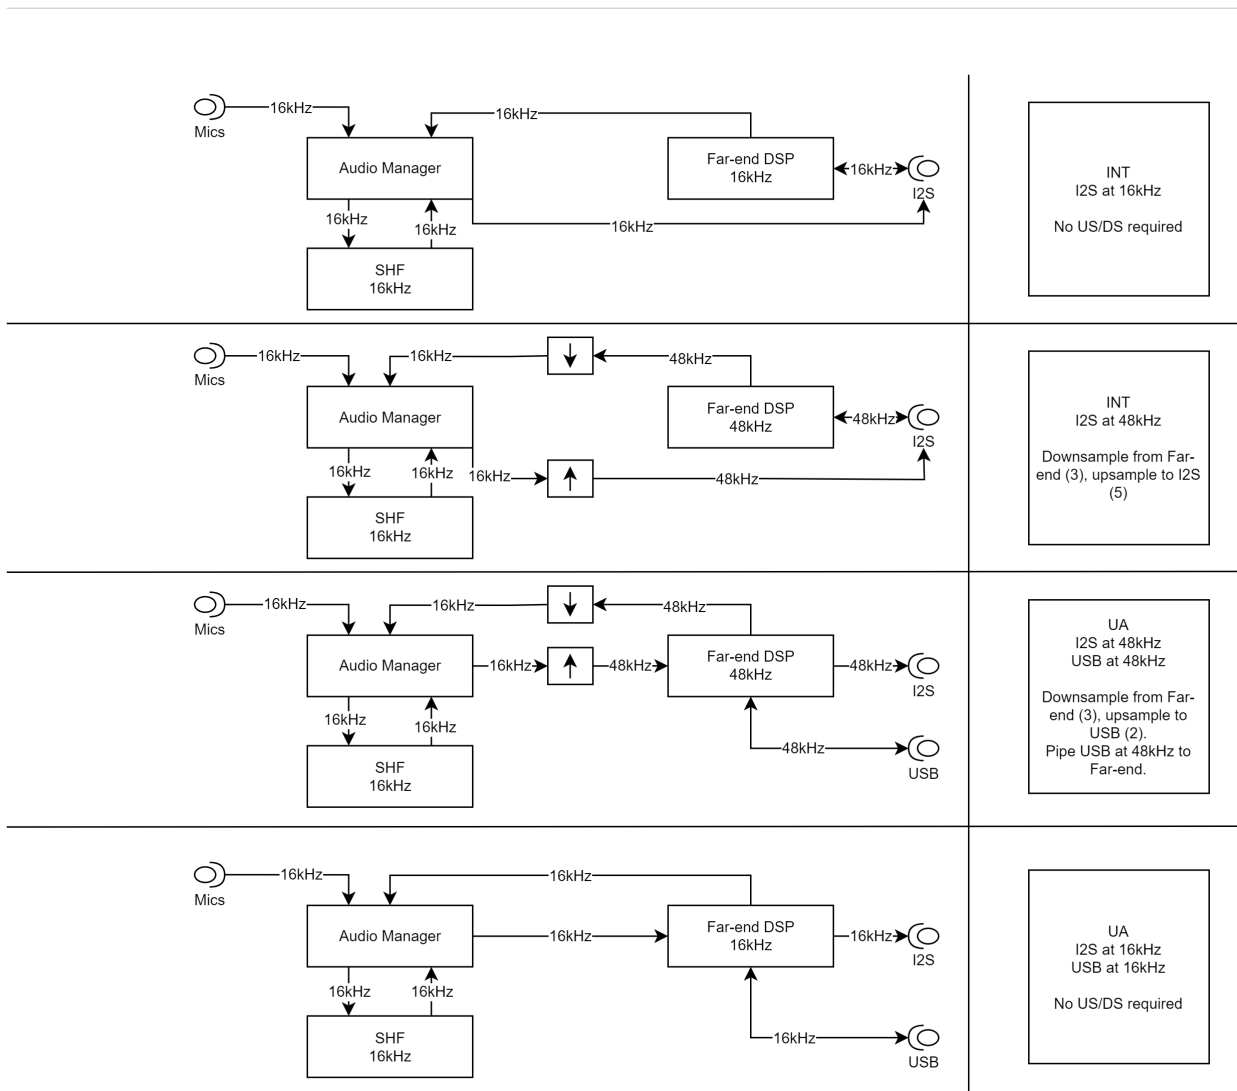 16kHz
16kHz
Mics
Audio Manager
Far-end DSP
16kHz
16kHz
I2S
16kHz
16kHz
16kHz
SHF
16kHz
INT
I2S at 16kHz
No US/DS required
16kHz
16kHz
48kHz
Mics
Audio Manager
Far-end DSP
48kHz
48kHz
I2S
16kHz
16kHz
16kHz
48kHz
SHF
16kHz
INT
I2S at 48kHz
Downsample from Far-
end (3), upsample to I2S
(5)
16kHz
16kHz
48kHz
Mics
Audio Manager
16kHz
48kHz
Far-end DSP
48kHz
48kHz
I2S
16kHz
16kHz
48kHz
USB
SHF
16kHz
UA
I2S at 48kHz
USB at 48kHz
Downsample from Far-
end (3), upsample to
USB (2).
Pipe USB at 48kHz to
Far-end.
16kHz
16kHz
Mics
Audio Manager
16kHz
Far-end DSP
16kHz
16kHz
I2S
16kHz
16kHz
16kHz
USB
SHF
16kHz
UA
I2S at 16kHz
USB at 16kHz
No US/DS required